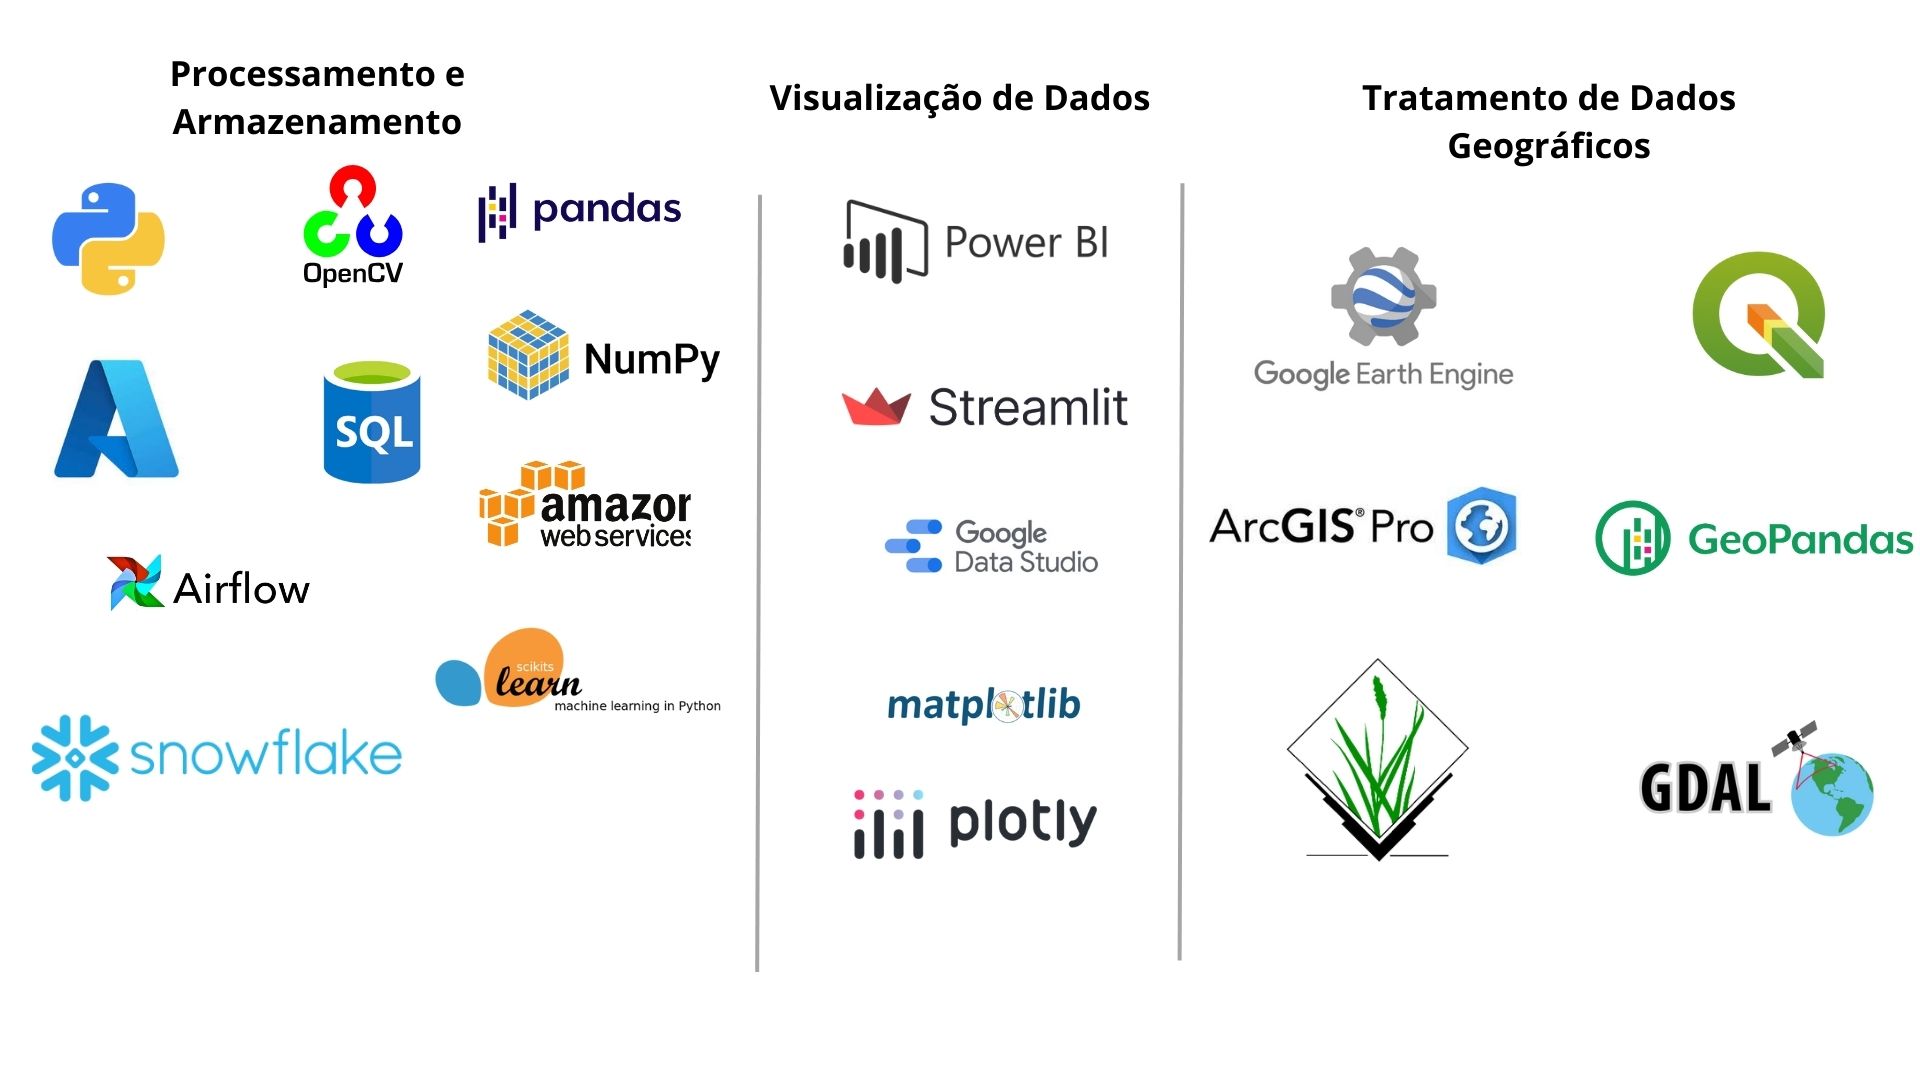 Processamento e
Armazenamento
OpenCV
pandas
NumPy
SQL
amazon
web services
Airflow
scikits
learn
machine learning in Python
snowflake
Visualização de Dados
Power BI
Streamlit
Google
Data Studio
matplotlib
plotly
Tratamento de Dados
Geográficos
Google Earth Engine
ArcGIS® Pro
GeoPandas
GDAL